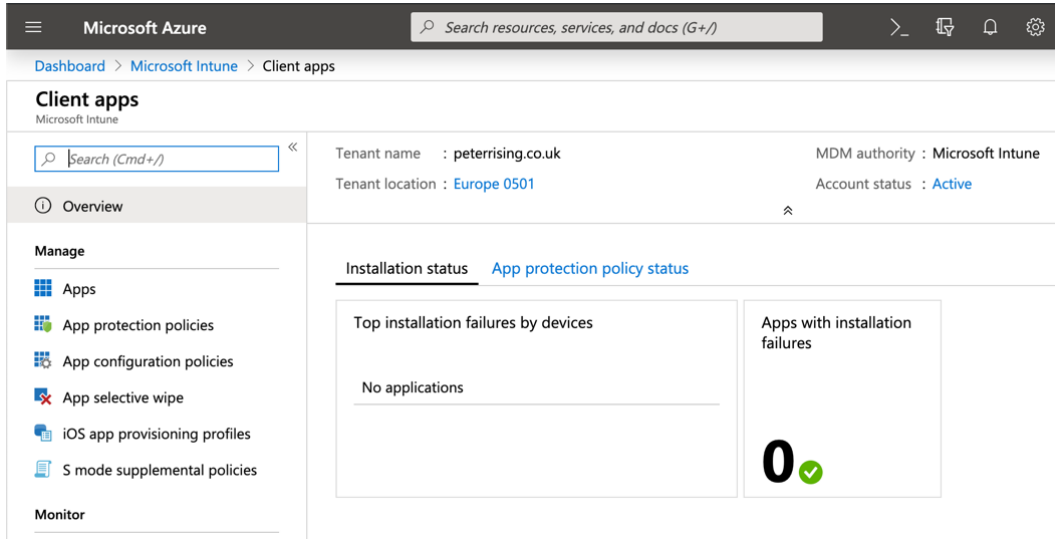 Microsoft Azure
Search resources, services, and docs (G+/)
Dashboard > Microsoft Intune > Client apps
Client apps
Microsoft Intune
Search (Cmd+/)
Overview
Manage
Apps
App protection policies
App configuration policies
App selective wipe
iOS app provisioning profiles
S mode supplemental policies
Monitor
Tenant name : peterrising.co.uk
MDM authority : Microsoft Intune
Tenant location : Europe 0501
Account status : Active
Installation status
App protection policy status
Top installation failures by devices
No applications
Apps with installation
failures
0